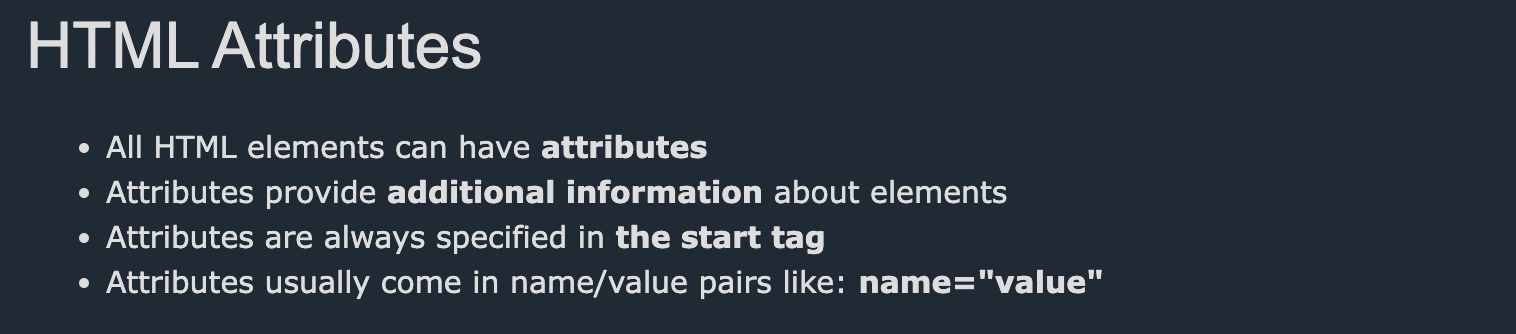 HTML Attributes
• All HTML elements can have attributes
• Attributes provide additional information about elements
• Attributes are always specified in the start tag
• Attributes usually come in name/value pairs like: name="value"